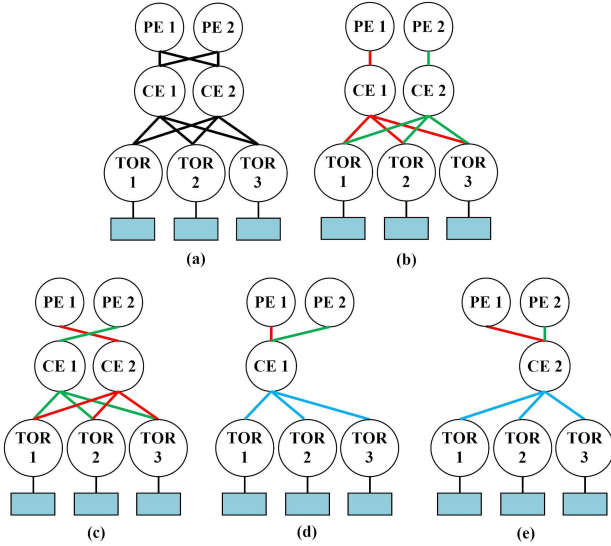 PE 1 PE 2 PE 1 PE 2
CE 1 CE 2 CE 1 CE 2
TOR 1 TOR 2 TOR 3 TOR 1 TOR 2 TOR 3
(a) (b)
PE 1 PE 2 PE 1 PE 2 PE 1 PE 2
CE 1 CE 2 CE 1 CE 2
TOR 1 TOR 2 TOR 3 TOR 1 TOR 2 TOR 3 TOR 1 TOR 2 TOR 3
(c) (d) (e)